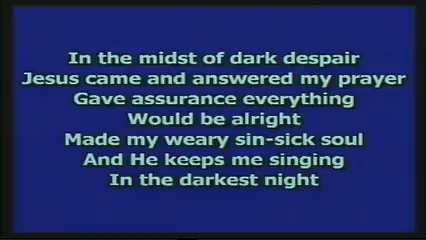 In the midst of dark despair
Jesus came and answered my prayer
Gave assurance everything
Would be alright
Made my weary sin-sick soul
And He keeps me singing
In the darkest night